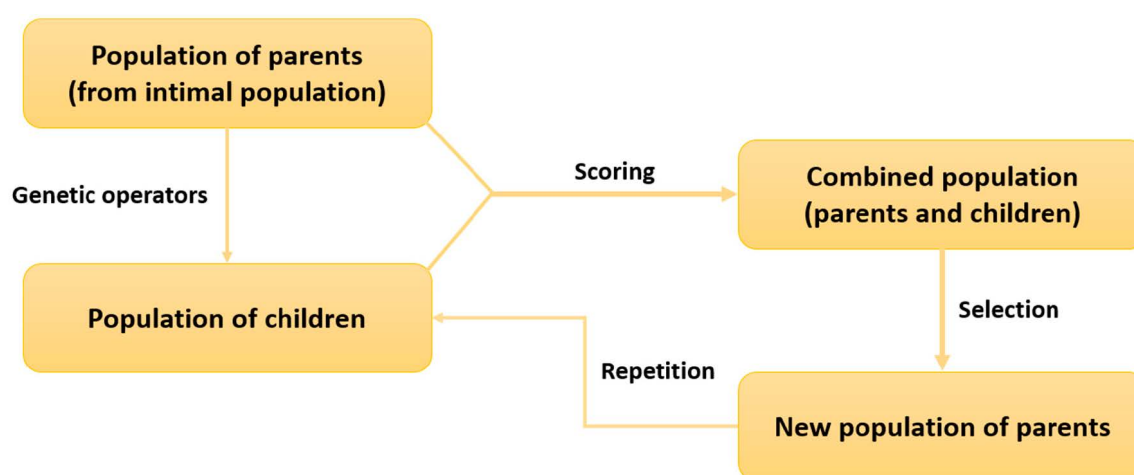 Population of parents
(from intimal population)
Genetic operators
Scoring
Combined population
(parents and children)
Population of children
Selection
Repetition
New population of parents